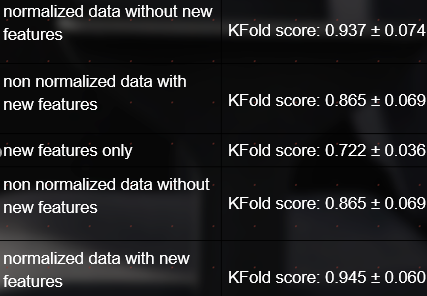 normalized data without new
features
KFold score: 0.937 ± 0.074
non normalized data with
new features
KFold score: 0.865 ± 0.069
new features only
KFold score: 0.722 ± 0.036
non normalized data without
new features
KFold score: 0.865 ± 0.069
normalized data with new
features
KFold score: 0.945 ± 0.060